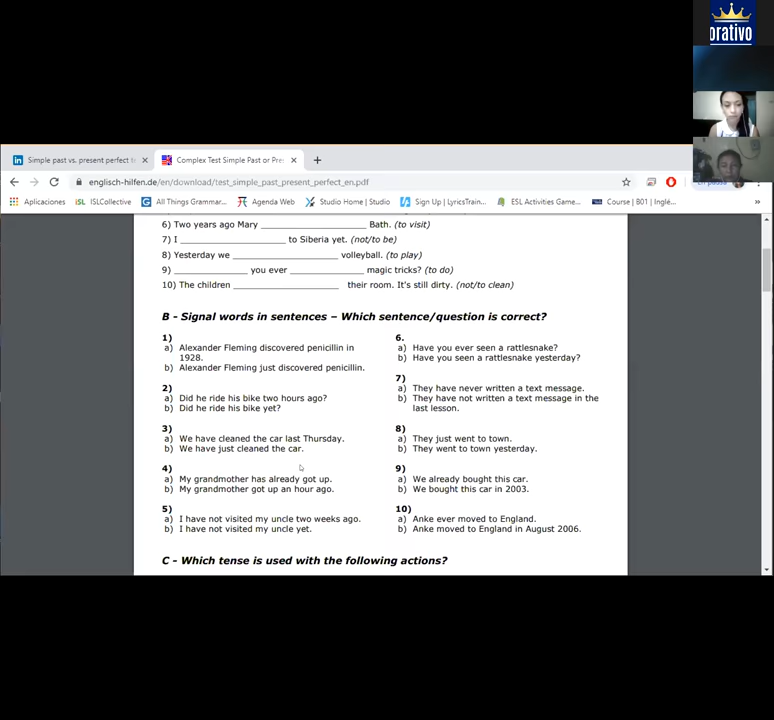 orativo
Simple past vs. present perfect te
Complex Test Simple Past or Pre
englisch-hilfen.de/en/download/test_simple_past_present_perfect_en.pdf
Aplicaciones
iSL ISLCollective
G All Things Grammar...
Agenda Web
Studio Home | Studio
Sign Up | LyricsTrain...
ESL Activities Game...
Course | B01 | Inglé...
»
6) Two years ago Mary ____________________ Bath. (to visit)
7) I ____________________ to Siberia yet. (not/to be)
8) Yesterday we ____________________ volleyball. (to play)
9) ______________ you ever ______________ magic tricks? (to do)
10) The children ____________________ their room. It's still dirty. (not/to clean)
B - Signal words in sentences – Which sentence/question is correct?
1)
a) Alexander Fleming discovered penicillin in
1928.
b) Alexander Fleming just discovered penicillin.
2)
a) Did he ride his bike two hours ago?
b) Did he ride his bike yet?
3)
a) We have cleaned the car last Thursday.
b) We have just cleaned the car.
4)
a) My grandmother has already got up.
b) My grandmother got up an hour ago.
5)
a) I have not visited my uncle two weeks ago.
b) I have not visited my uncle yet.
6.
a) Have you ever seen a rattlesnake?
b) Have you seen a rattlesnake yesterday?
7)
a) They have never written a text message.
b) They have not written a text message in the
last lesson.
8)
a) They just went to town.
b) They went to town yesterday.
9)
a) We already bought this car.
b) We bought this car in 2003.
10)
a) Anke ever moved to England.
b) Anke moved to England in August 2006.
C - Which tense is used with the following actions?